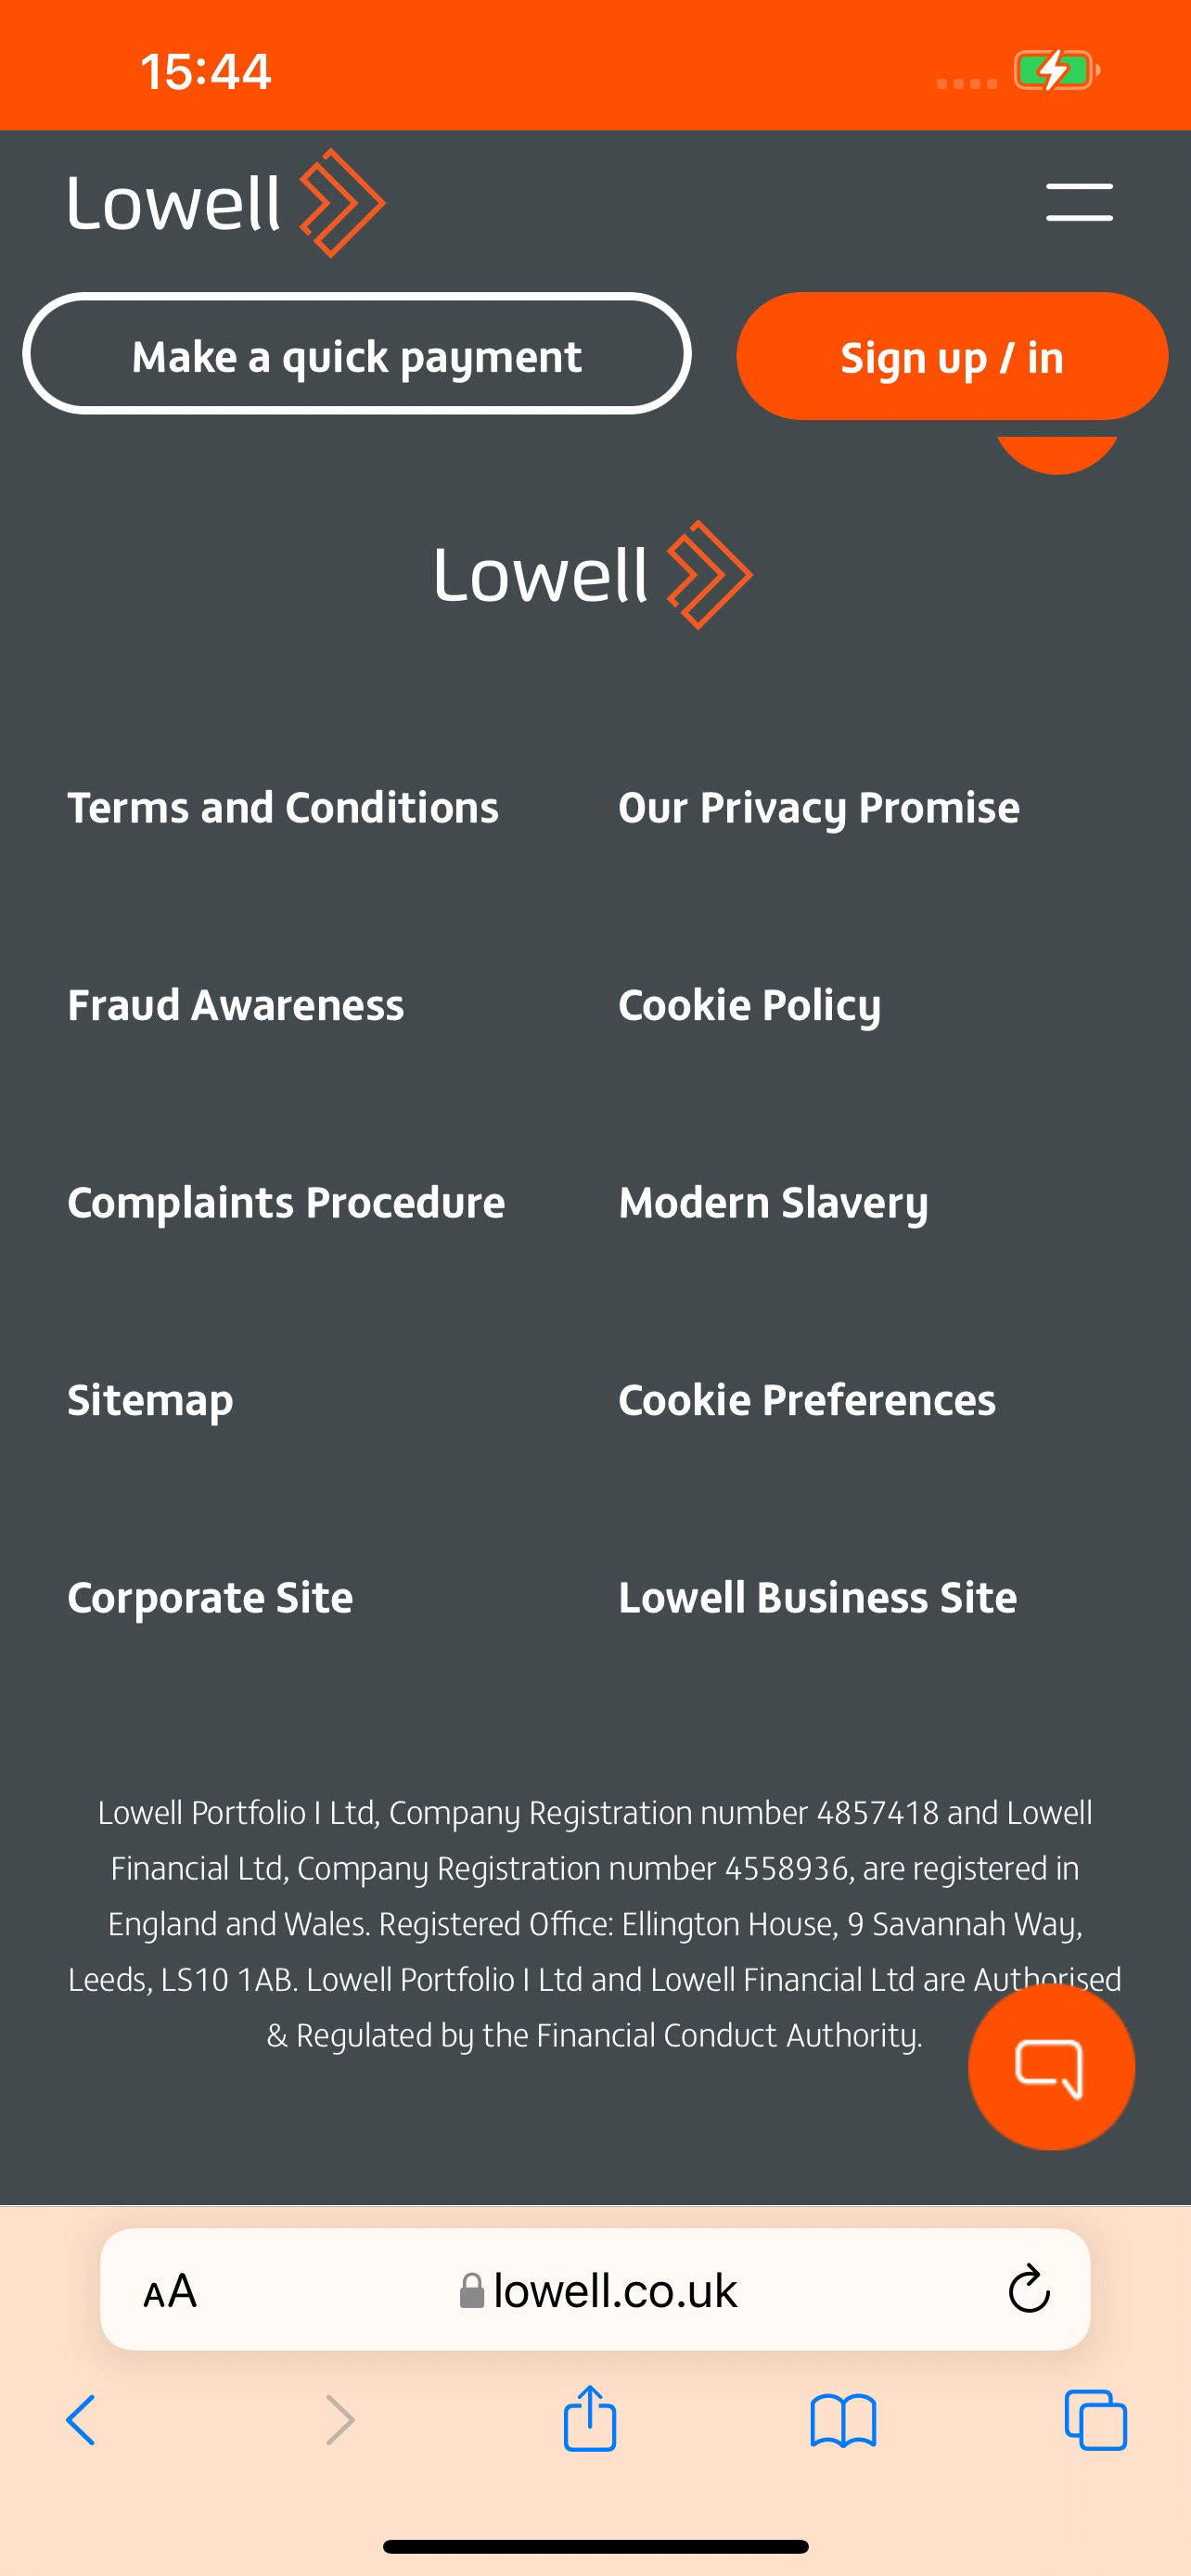 15:44
Lowell
Make a quick payment
Sign up / in
Lowell
Terms and Conditions
Our Privacy Promise
Fraud Awareness
Cookie Policy
Complaints Procedure
Modern Slavery
Sitemap
Cookie Preferences
Corporate Site
Lowell Business Site
Lowell Portfolio I Ltd, Company Registration number 4857418 and Lowell
Financial Ltd, Company Registration number 4558936, are registered in
England and Wales. Registered Office: Ellington House, 9 Savannah Way,
Leeds, LS10 1AB. Lowell Portfolio I Ltd and Lowell Financial Ltd are Authorised
& Regulated by the Financial Conduct Authority.
AA lowell.co.uk